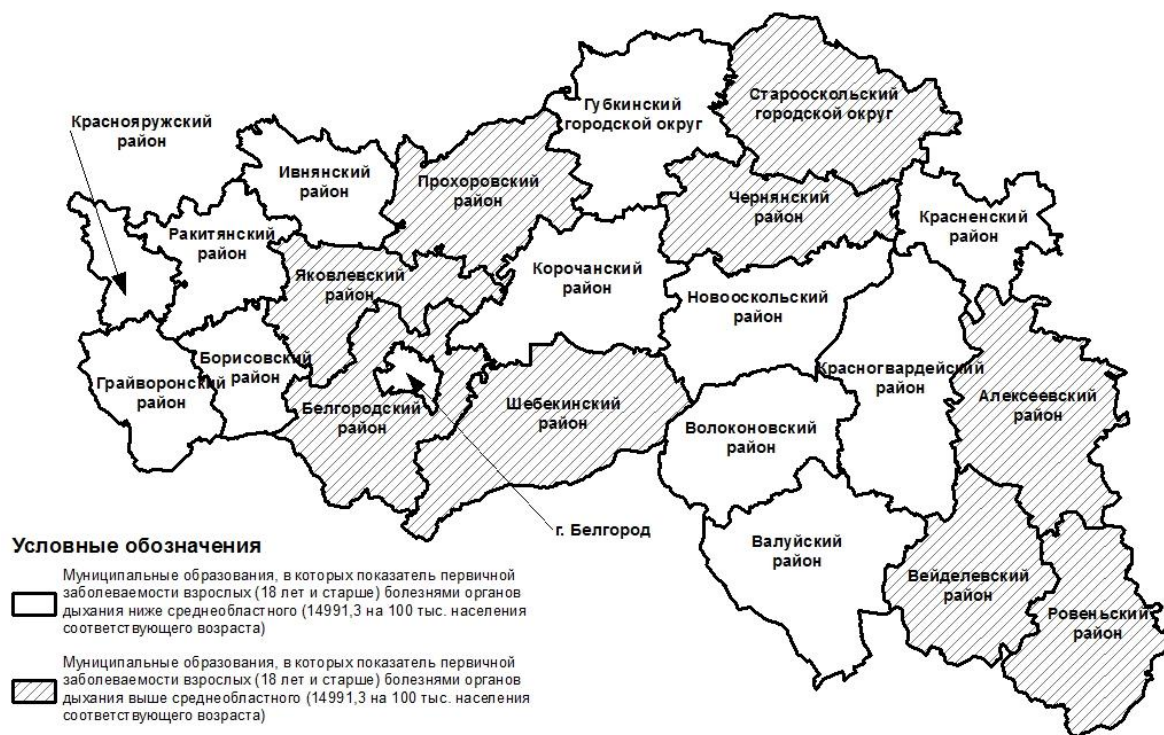 Старооскольский
городской округ
Губкинский
городской округ
Краснояружский
район
Ивнянский
район
Прохоровский
район
Чернянский
район
Красненский
район
Ракитянский
район
Яковлевский
район
Корочанский
район
Новооскольский
район
Борисовский
район
Грайворонский
район
Красногвардейский
район
Алексеевский
район
Белгородский
район
Шебекинский
район
Волоконовский
район
г. Белгород
Валуйский
район
Вейделевский
район
Ровеньский
район
Условные обозначения
Муниципальные образования, в которых показатель первичной
заболеваемости взрослых (18 лет и старше) болезнями органов
дыхания ниже среднеобластного (14991,3 на 100 тыс. населения
соответствующего возраста)
Муниципальные образования, в которых показатель первичной
заболеваемости взрослых (18 лет и старше) болезнями органов
дыхания выше среднеобластного (14991,3 на 100 тыс. населения
соответствующего возраста)